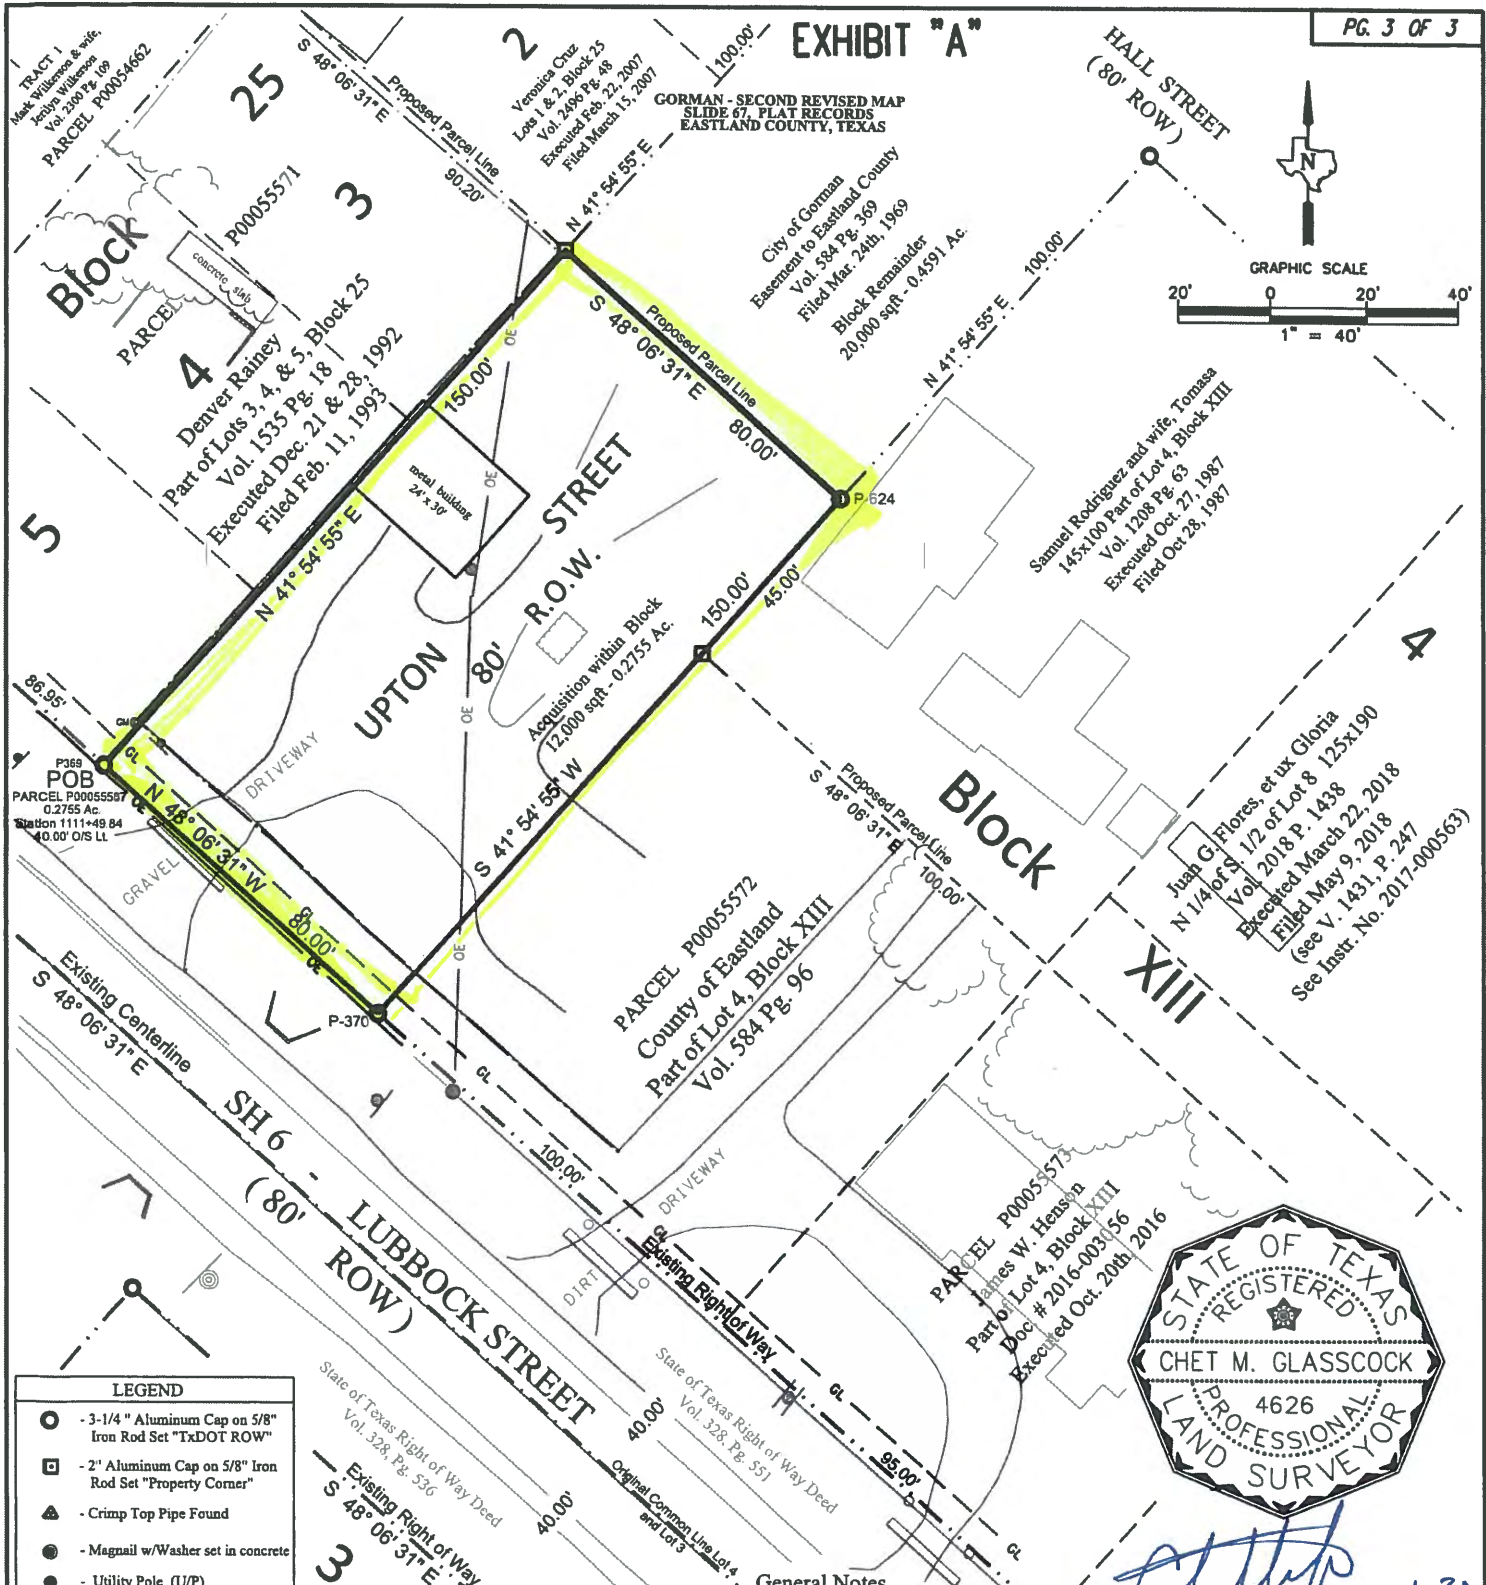 PG. 3 OF 3
EXHIBIT "A"
GORMAN - SECOND REVISED MAP
SLIDE 67, PLAT RECORDS
EASTLAND COUNTY, TEXAS
TRACT 1
Mark Wilkerson & wife,
Jerilyn Wilkerson
Vol. 2300 Pg. 109
PARCEL P00054662
25
S 48° 06' 31" E
Proposed Parcel Line
90.20'
2
Veronica Cruz
Lots 1 & 2, Block 25
Vol. 2496 Pg. 48
Executed Feb. 22, 2007
Filed March 15, 2007
N 41° 54' 55" E
100.00'
HALL STREET
(80' ROW)
N
GRAPHIC SCALE
20' 0 20' 40'
1" = 40'
Block
3
PARCEL P00055571
concrete slab
4
Denver Rainey
Part of Lots 3, 4, & 5, Block 25
Vol. 1535 Pg. 18
Executed Dec. 21 & 28, 1992
Filed Feb. 11, 1993
5
City of Gorman
Easement to Eastland County
Vol. 584 Pg. 369
Filed Mar. 24th, 1969
Block Remainder
20,000 sqft - 0.4591 Ac.
100.00'
N 41° 54' 55" E
S 48° 06' 31" E
Proposed Parcel Line
80.00'
P-624
150.00'
N 41° 54' 55" E
metal building
24' x 30'
OE
OE
OE
OE
UPTON STREET
80' R.O.W.
Acquisition within Block
12,000 sqft - 0.2755 Ac.
150.00'
45.00'
S 41° 54' 55" W
Samuel Rodriguez and wife, Tomasa
145x100 Part of Lot 4, Block XIII
Vol. 1208 Pg. 63
Executed Oct. 27, 1987
Filed Oct 28, 1987
4
86.95'
GM
GL
P369
POB
PARCEL P00055587
0.2755 Ac.
Station 1111+49.84
40.00' O/S Lt.
OE
N 48° 06' 31" W
GL
80.00'
OE
DRIVEWAY
GRAVEL
P-370
Proposed Parcel Line
S 48° 06' 31" E
100.00'
Block
XIII
Juan G. Flores, et ux Gloria
N 1/4 of S. 1/2 of Lot 8 125x190
Vol. 2018 P. 1438
Executed March 22, 2018
Filed May 9, 2018
(see V. 1431, P. 247
See Instr. No. 2017-000563)
PARCEL P00055572
County of Eastland
Part of Lot 4, Block XIII
Vol. 584 Pg. 96
Existing Centerline
S 48° 06' 31" E
SH 6 - LUBBOCK STREET
(80' ROW)
GL
100.00'
DRIVEWAY
DIRT
GL
Existing Right of Way
PARCEL P00055573
James W. Henson
Part of Lot 4, Block XIII
Doc. # 2016-003056
Executed Oct. 20th, 2016
State of Texas Right of Way Deed
Vol. 328, Pg. 536
State of Texas Right of Way Deed
Vol. 328, Pg. 551
GL
95.00'
GL
40.00'
40.00'
Original Common Line Lot 4
and Lot 3
Existing Right of Way
S 48° 06' 31" E
3
STATE OF TEXAS
REGISTERED
CHET M. GLASSCOCK
4626
PROFESSIONAL
LAND SURVEYOR
LEGEND
- 3-1/4 " Aluminum Cap on 5/8"
Iron Rod Set "TxDOT ROW"
- 2" Aluminum Cap on 5/8" Iron
Rod Set "Property Corner"
- Crimp Top Pipe Found
- Magnail w/Washer set in concrete
- Utility Pole (U/P)
General Notes